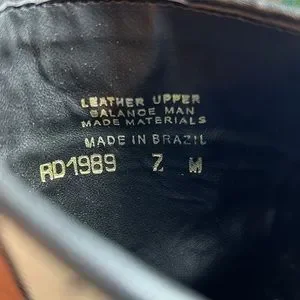 LEATHER UPPER
BALANCE MAN
MADE MATERIALS
MADE IN BRAZIL
RD1989 7 M